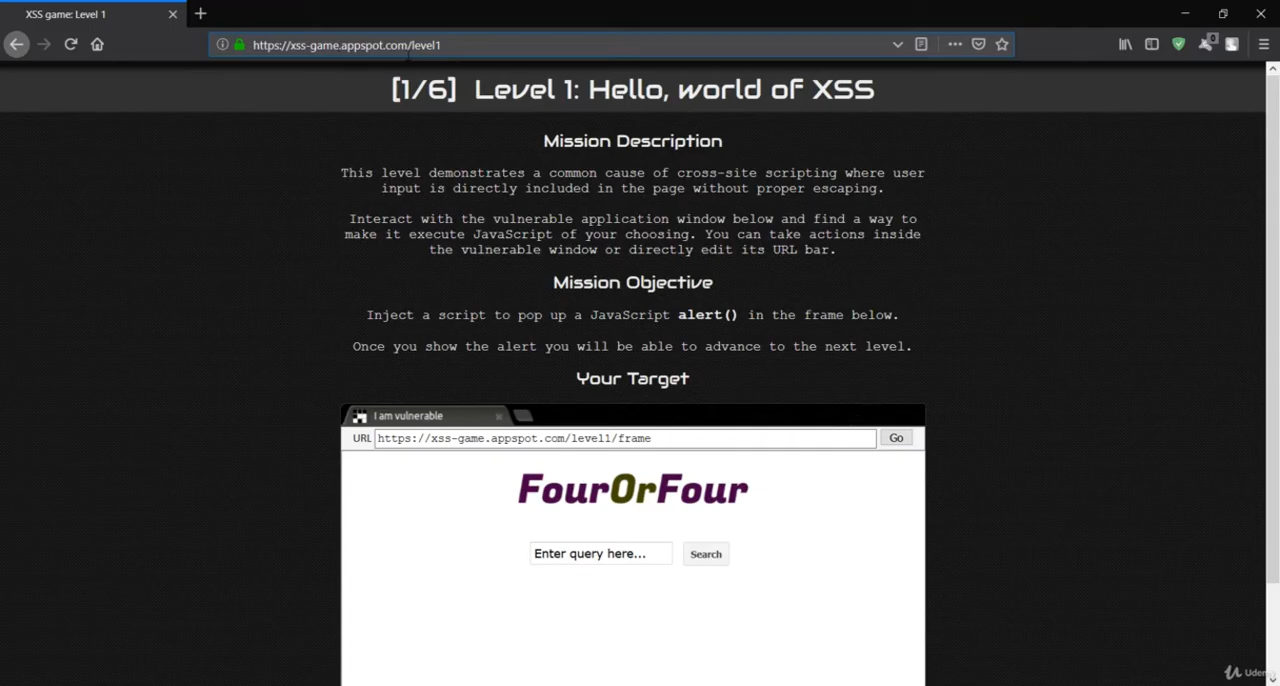 XSS game: Level 1
https://xss-game.appspot.com/level1
[1/6] Level 1: Hello, world of XSS
Mission Description
This level demonstrates a common cause of cross-site scripting where user
input is directly included in the page without proper escaping.
Interact with the vulnerable application window below and find a way to
make it execute JavaScript of your choosing. You can take actions inside
the vulnerable window or directly edit its URL bar.
Mission Objective
Inject a script to pop up a JavaScript alert() in the frame below.
Once you show the alert you will be able to advance to the next level.
Your Target
I am vulnerable
URL https://xss-game.appspot.com/level1/frame Go
FourOrFour
Enter query here... Search